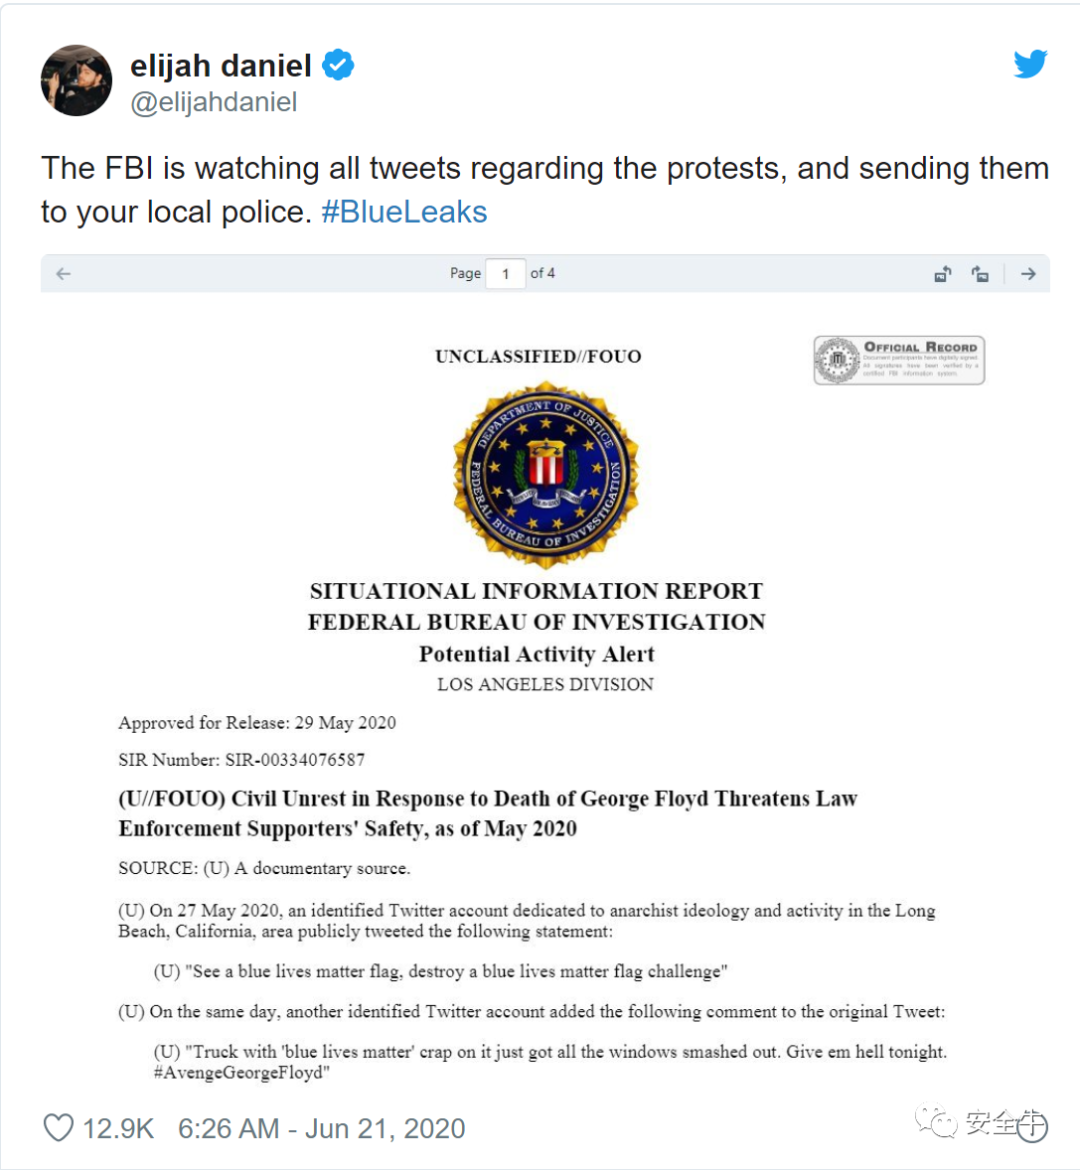 elijah daniel
@elijahdaniel
The FBI is watching all tweets regarding the protests, and sending them
to your local police. #BlueLeaks
Page 1 of 4
UNCLASSIFIED//FOUO
OFFICIAL RECORD
Document participants have digitally signed.
All signatures have been verified by a
certified FBI information system.
DEPARTMENT OF JUSTICE
FEDERAL BUREAU OF INVESTIGATION
SITUATIONAL INFORMATION REPORT
FEDERAL BUREAU OF INVESTIGATION
Potential Activity Alert
LOS ANGELES DIVISION
Approved for Release: 29 May 2020
SIR Number: SIR-00334076587
(U//FOUO) Civil Unrest in Response to Death of George Floyd Threatens Law
Enforcement Supporters' Safety, as of May 2020
SOURCE: (U) A documentary source.
(U) On 27 May 2020, an identified Twitter account dedicated to anarchist ideology and activity in the Long
Beach, California, area publicly tweeted the following statement:
(U) "See a blue lives matter flag, destroy a blue lives matter flag challenge"
(U) On the same day, another identified Twitter account added the following comment to the original Tweet:
(U) "Truck with 'blue lives matter' crap on it just got all the windows smashed out. Give em hell tonight.
#AvengeGeorgeFloyd"
12.9K 6:26 AM - Jun 21, 2020
安全牛